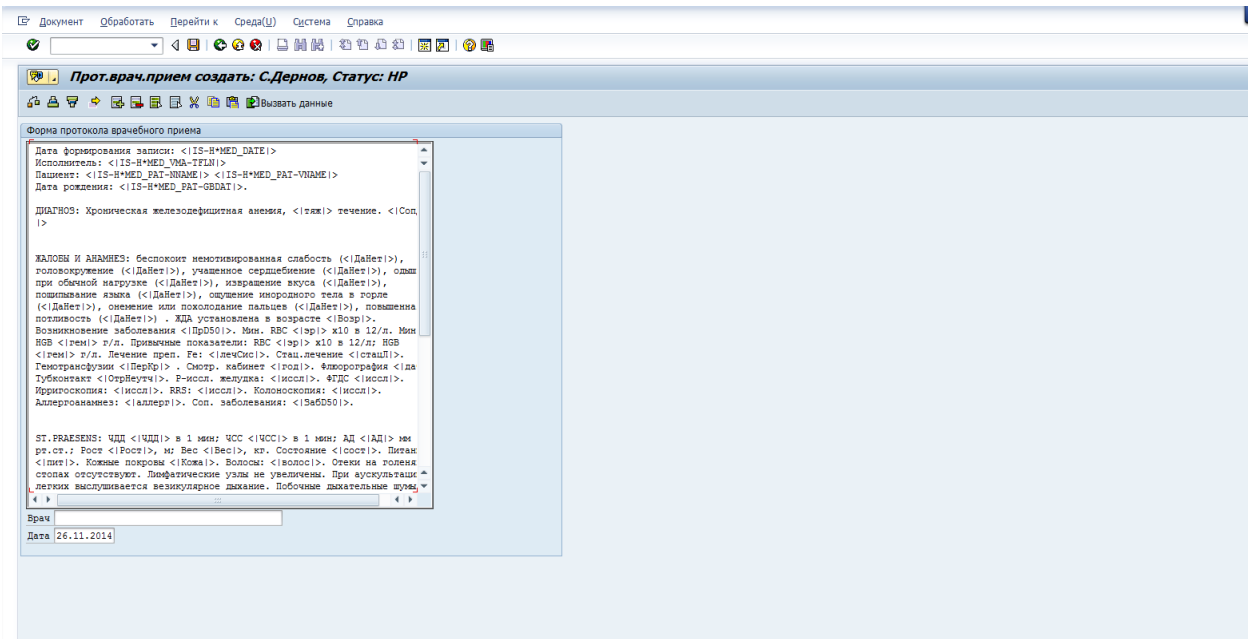 Документ Обработать Перейти к Среда(U) Система Справка
Прот.врач.прием создать: С.Дернов, Статус: НР
Вызвать данные
Форма протокола врачебного приема
Дата формирования записи: <|IS-H*MED_DATE|>
Исполнитель: <|IS-H*MED_VMA-TFLN|>
Пациент: <|IS-H*MED_PAT-NNAME|> <|IS-H*MED_PAT-VNAME|>
Дата рождения: <|IS-H*MED_PAT-GBDAT|>.
ДИАГНОЗ: Хроническая железодефицитная анемия, <|тяж|> течение. <|Соп
|>
ЖАЛОБЫ И АНАМНЕЗ: беспокоит немотивированная слабость (<|ДаНет|>),
головокружение (<|ДаНет|>), учащенное сердцебиение (<|ДаНет|>), одыш
при обычной нагрузке (<|ДаНет|>), извращение вкуса (<|ДаНет|>),
пощипывание языка (<|ДаНет|>), ощущение инородного тела в горле
(<|ДаНет|>), онемение или похолодание пальцев (<|ДаНет|>), повышенна
потливость (<|ДаНет|>) . ЖДА установлена в возрасте <|Возр|>.
Возникновение заболевания <|ПрD50|>. Мин. RBC <|эр|> х10 в 12/л. Мин
HGB <|гем|> г/л. Привычные показатели: RBC <|эр|> х10 в 12/л; HGB
<|гем|> г/л. Лечение преп. Fe: <|лечСис|>. Стац.лечение <|стацЛ|>.
Гемотрансфузии <|ПерКр|> . Смотр. кабинет <|год|>. Флюорография <|да
Тубконтакт <|ОтрНеутч|>. Р-иссл. желудка: <|иссл|>. ФГДС <|иссл|>.
Ирригоскопия: <|иссл|>. RRS: <|иссл|>. Колоноскопия: <|иссл|>.
Аллергоанамнез: <|аллерг|>. Соп. заболевания: <|ЗабD50|>.
ST.PRAESENS: ЧДД <|ЧДД|> в 1 мин; ЧСС <|ЧСС|> в 1 мин; АД <|АД|> мм
рт.ст.; Рост <|Рост|>, м; Вес <|Вес|>, кг. Состояние <|сост|>. Питан
<|пит|>. Кожные покровы <|Кожа|>. Волосы: <|волос|>. Отеки на голеня
стопах отсутствуют. Лимфатические узлы не увеличены. При аускультаци
легких выслушивается везикулярное дыхание. Побочные дыхательные шумы
Врач
Дата 26.11.2014